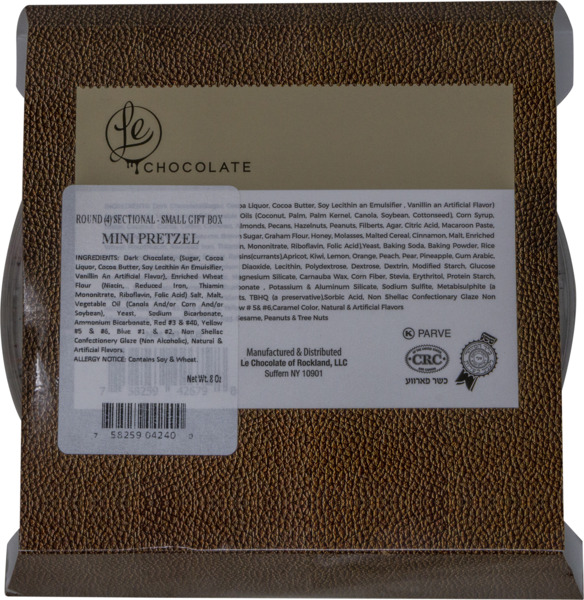 Le
CHOCOLATE
ROUND (4) SECTIONAL - SMALL GIFT BOX
MINI PRETZEL
INGREDIENTS: Dark Chocolate, (Sugar, Cocoa
Liquor, Cocoa Butter, Soy Lecithin An Emulsifier,
Vanillin An Artificial Flavor), Enriched Wheat
Flour (Niacin, Reduced Iron, Thiamin
Mononitrate, Riboflavin, Folic Acid) Salt, Malt,
Vegetable Oil (Canola And/or Corn And/or
Soybean), Yeast, Sodium Bicarbonate,
Ammonium Bicarbonate, Red #3 & #40, Yellow
#5 & #6, Blue #1 & #2, Non Shellac
Confectionery Glaze (Non Alcoholic), Natural &
Artificial Flavors.
ALLERGY NOTICE: Contains Soy & Wheat.
Net Wt. 8 Oz
7 58259 04240 0
Liquor, Cocoa Butter, Soy Lecithin an Emulsifier , Vanillin an Artificial Flavor)
Oils (Coconut, Palm, Palm Kernel, Canola, Soybean, Cottonseed), Corn Syrup,
Pecans, Hazelnuts, Peanuts, Filberts, Agar, Citric Acid, Macaroon Paste,
Sugar, Graham Flour, Honey, Molasses, Malted Cereal, Cinnamon, Malt, Enriched
Mononitrate, Riboflavin, Folic Acid),Yeast, Baking Soda, Baking Powder, Rice
Kiwi, Lemon, Orange, Peach, Pear, Pineapple, Gum Arabic,
Dioxide, Lecithin, Polydextrose, Dextrose, Dextrin, Modified Starch, Glucose
Silicate, Carnauba Wax, Corn Fiber, Stevia, Erythritol, Protein Starch,
. Potassium & Aluminum Silicate, Sodium Sulfite, Metabisulphite (a
TBHQ (a preservative),Sorbic Acid, Non Shellac Confectionary Glaze Non
# 5& #6,Caramel Color, Natural & Artificial Flavors
Peanuts & Tree Nuts
K PARVE
CRC
כשר פארווע
Manufactured & Distributed
Le Chocolate of Rockland, LLC
Suffern NY 10901